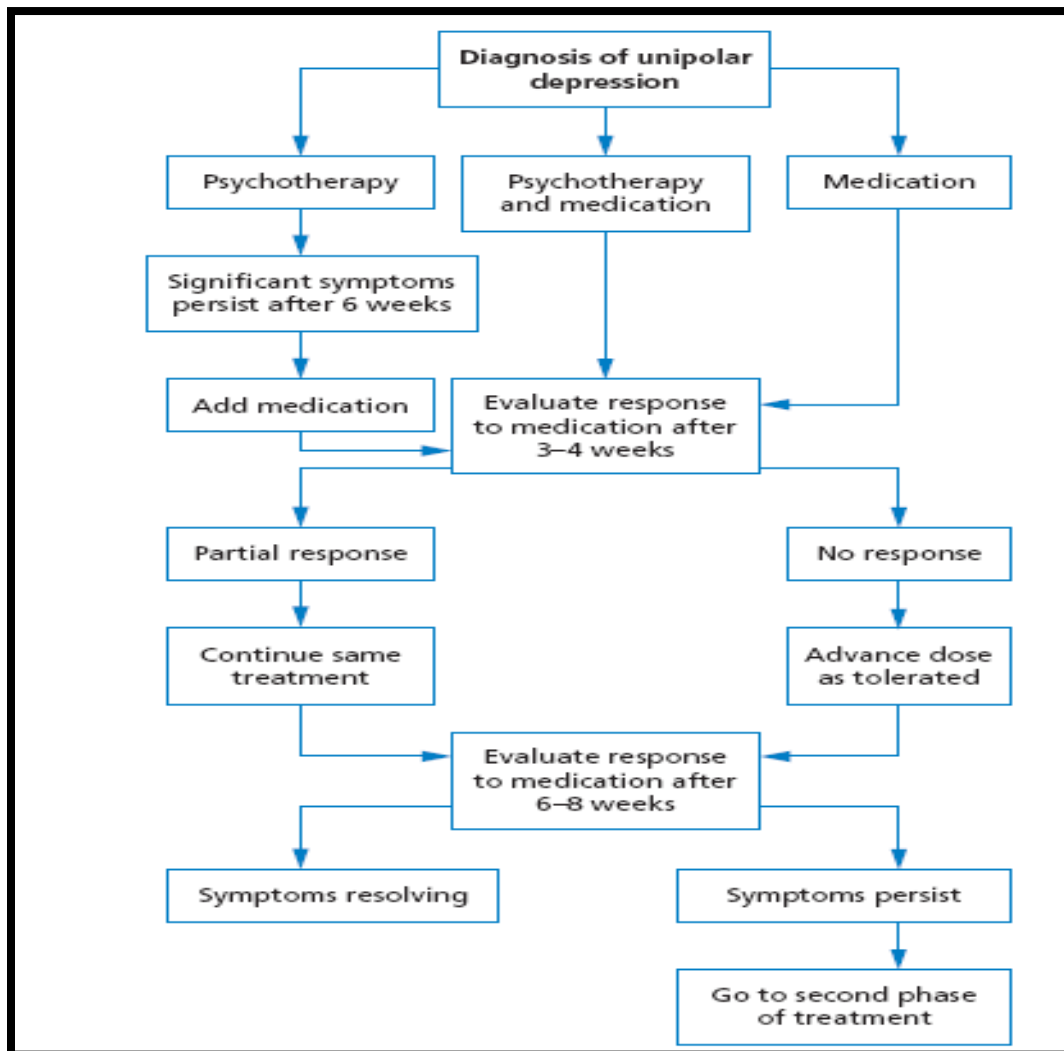 Diagnosis of unipolar
depression
Psychotherapy
Psychotherapy
and medication
Medication
Significant symptoms
persist after 6 weeks
Add medication
Evaluate response
to medication after
3–4 weeks
Partial response
No response
Continue same
treatment
Advance dose
as tolerated
Evaluate response
to medication after
6–8 weeks
Symptoms resolving
Symptoms persist
Go to second phase
of treatment